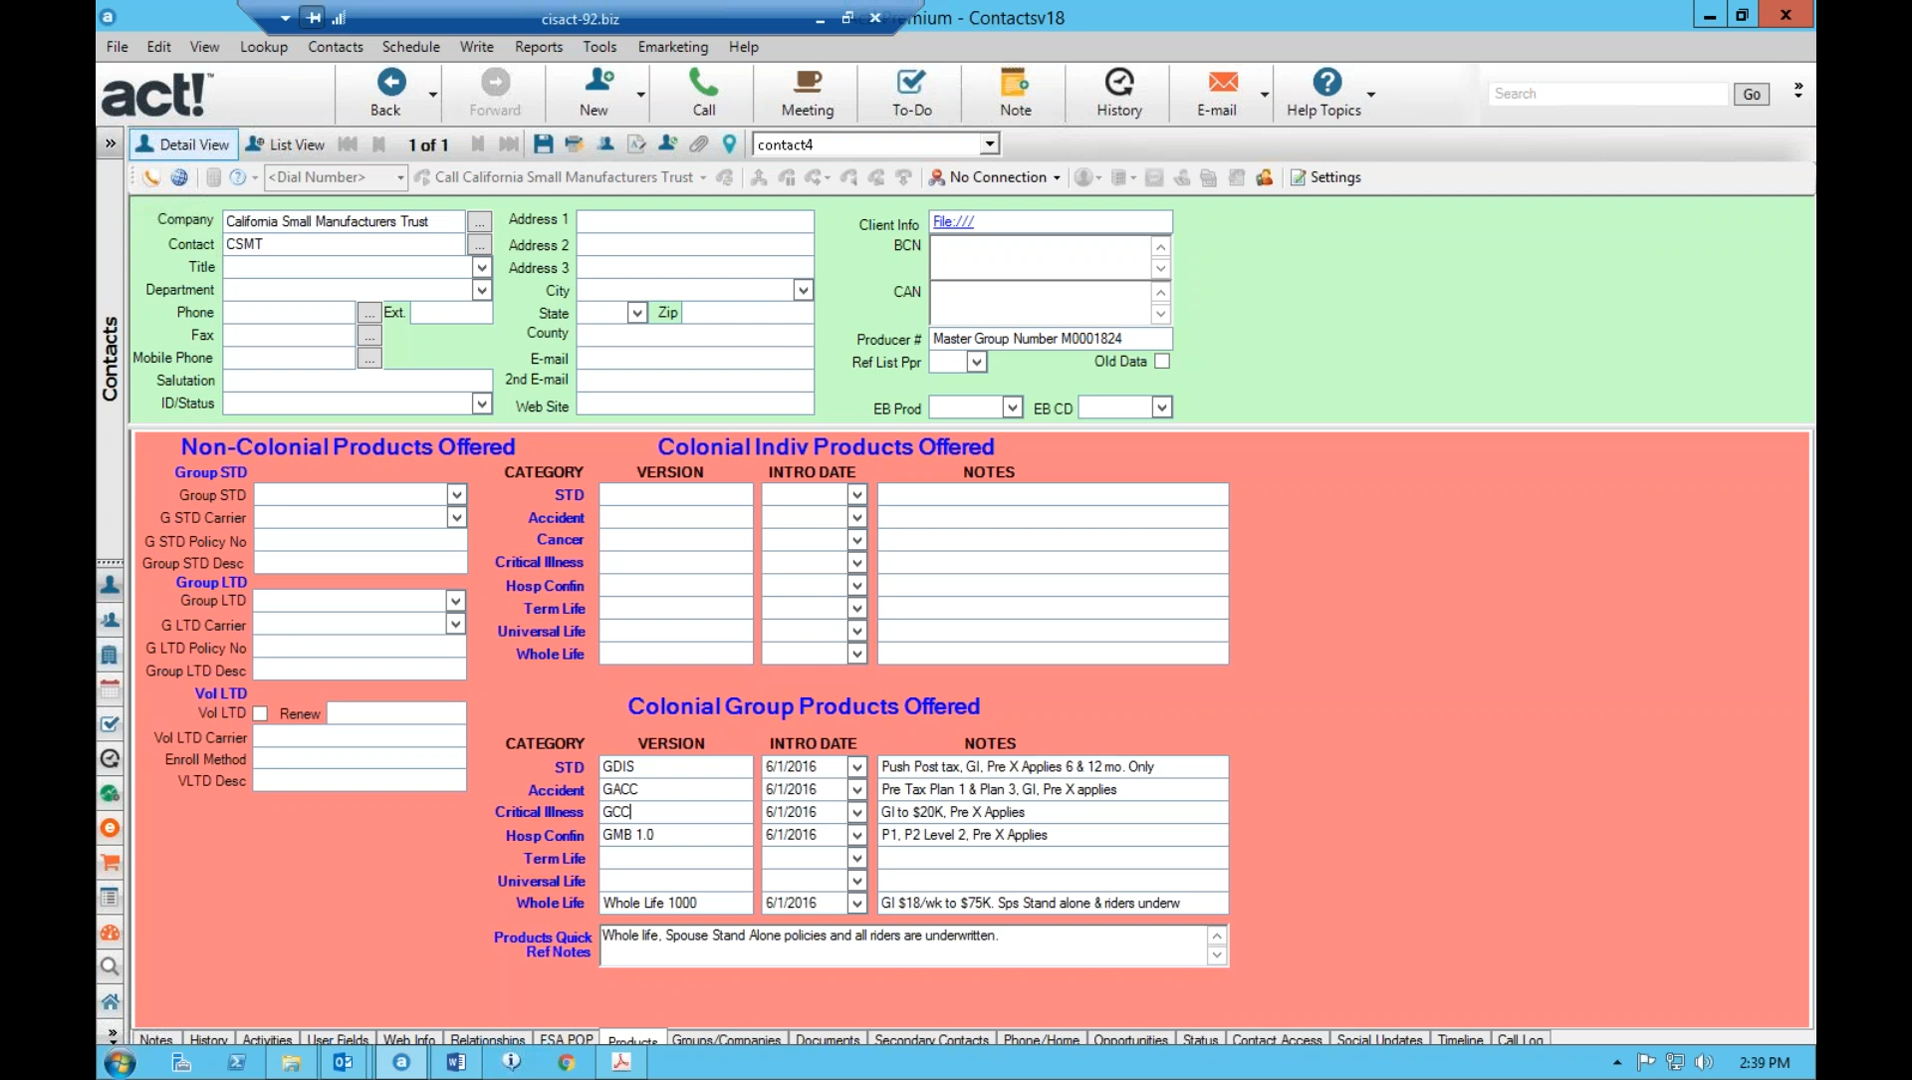 cisact-92.biz
Premium - Contactsv18
File Edit View Lookup Contacts Schedule Write Reports Tools Emarketing Help
act!
Back Forward New Call Meeting To-Do Note History E-mail Help Topics Search Go
Detail View List View 1 of 1 contact4
<Dial Number> Call California Small Manufacturers Trust No Connection Settings
Contacts
Company California Small Manufacturers Trust ... Address 1 Client Info File:///
Contact CSMT ... Address 2 BCN
Title Address 3
Department City CAN
Phone ... Ext. State Zip
Fax ... County Producer # Master Group Number M0001824
Mobile Phone ... E-mail Ref List Ppr Old Data
Salutation 2nd E-mail
ID/Status Web Site EB Prod EB CD
Non-Colonial Products Offered Colonial Indiv Products Offered
Group STD CATEGORY VERSION INTRO DATE NOTES
Group STD STD
G STD Carrier Accident
G STD Policy No Cancer
Group STD Desc Critical Illness
Group LTD Hosp Confin
Group LTD Term Life
G LTD Carrier Universal Life
G LTD Policy No Whole Life
Group LTD Desc
Vol LTD Colonial Group Products Offered
Vol LTD Renew
Vol LTD Carrier CATEGORY VERSION INTRO DATE NOTES
Enroll Method STD GDIS 6/1/2016 Push Post tax, GI, Pre X Applies 6 & 12 mo. Only
VLTD Desc Accident GACC 6/1/2016 Pre Tax Plan 1 & Plan 3, GI, Pre X applies
Critical Illness GCC 6/1/2016 GI to $20K, Pre X Applies
Hosp Confin GMB 1.0 6/1/2016 P1, P2 Level 2, Pre X Applies
Term Life
Universal Life
Whole Life Whole Life 1000 6/1/2016 GI $18/wk to $75K. Sps Stand alone & riders underw
Products Quick Ref Notes Whole life, Spouse Stand Alone policies and all riders are underwritten.
Notes History Activities User Fields Web Info Relationships FSA POP Products Groups/Companies Documents Secondary Contacts Phone/Home Opportunities Status Contact Access Social Updates Timeline Call Log
2:39 PM